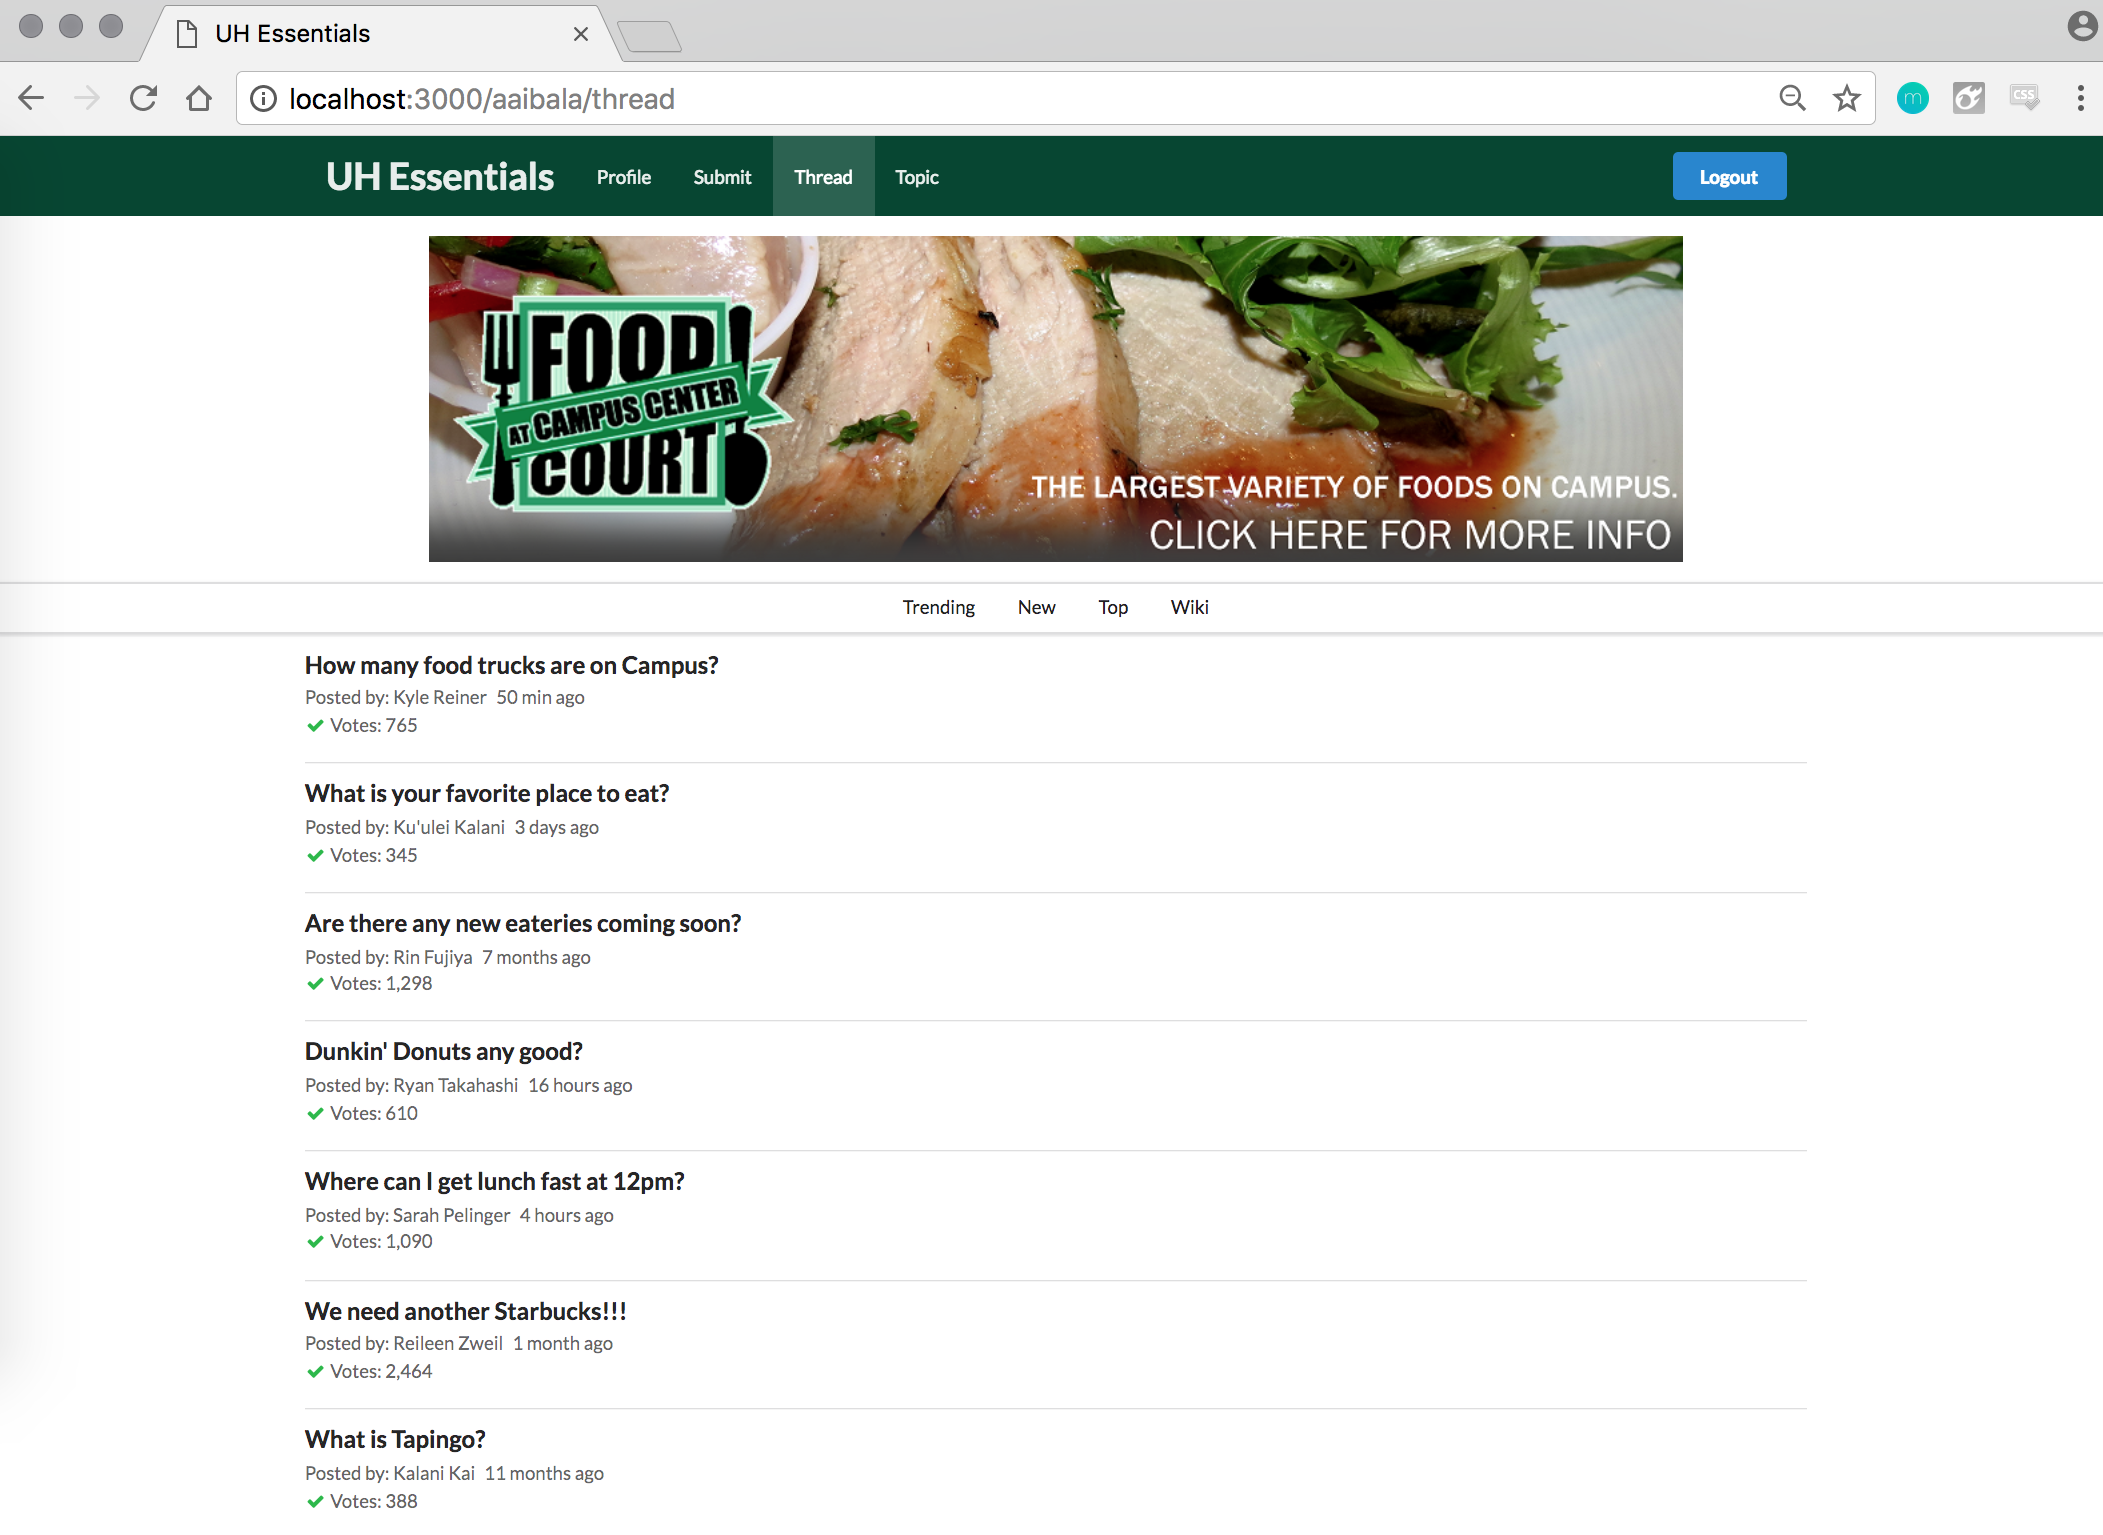 UH Essentials
localhost:3000/aaibala/thread
m
CSS
UH Essentials Profile Submit Thread Topic Logout
FOOD
AT CAMPUS CENTER
COURT
THE LARGEST VARIETY OF FOODS ON CAMPUS.
CLICK HERE FOR MORE INFO
Trending New Top Wiki
How many food trucks are on Campus?
Posted by: Kyle Reiner 50 min ago
Votes: 765
What is your favorite place to eat?
Posted by: Ku'ulei Kalani 3 days ago
Votes: 345
Are there any new eateries coming soon?
Posted by: Rin Fujiya 7 months ago
Votes: 1,298
Dunkin' Donuts any good?
Posted by: Ryan Takahashi 16 hours ago
Votes: 610
Where can I get lunch fast at 12pm?
Posted by: Sarah Pelinger 4 hours ago
Votes: 1,090
We need another Starbucks!!!
Posted by: Reileen Zweil 1 month ago
Votes: 2,464
What is Tapingo?
Posted by: Kalani Kai 11 months ago
Votes: 388